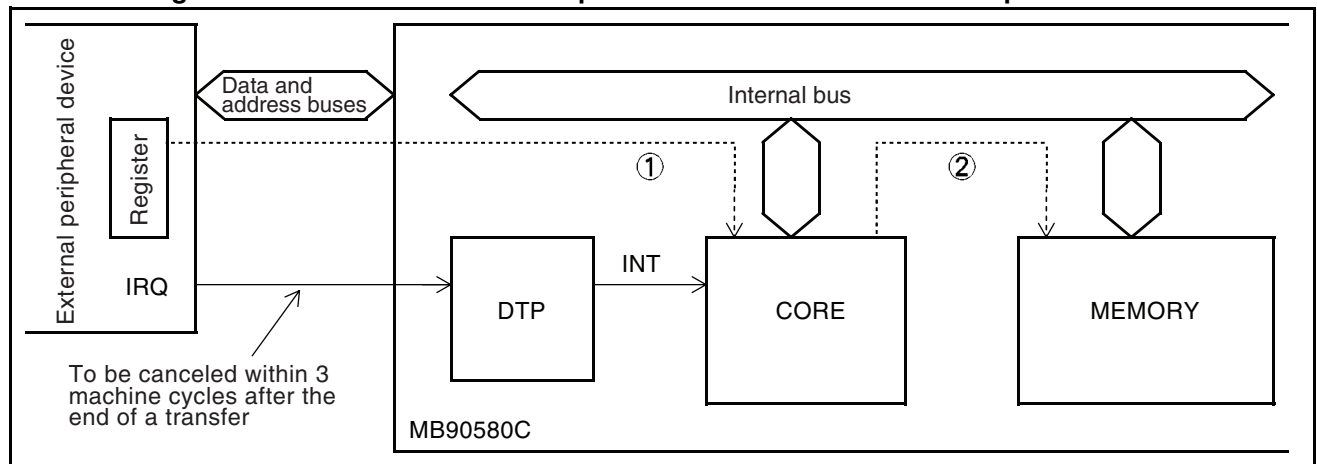 Data and
address buses
Internal bus
External peripheral device
Register
①
②
IRQ
INT
DTP
CORE
MEMORY
To be canceled within 3
machine cycles after the
end of a transfer
MB90580C